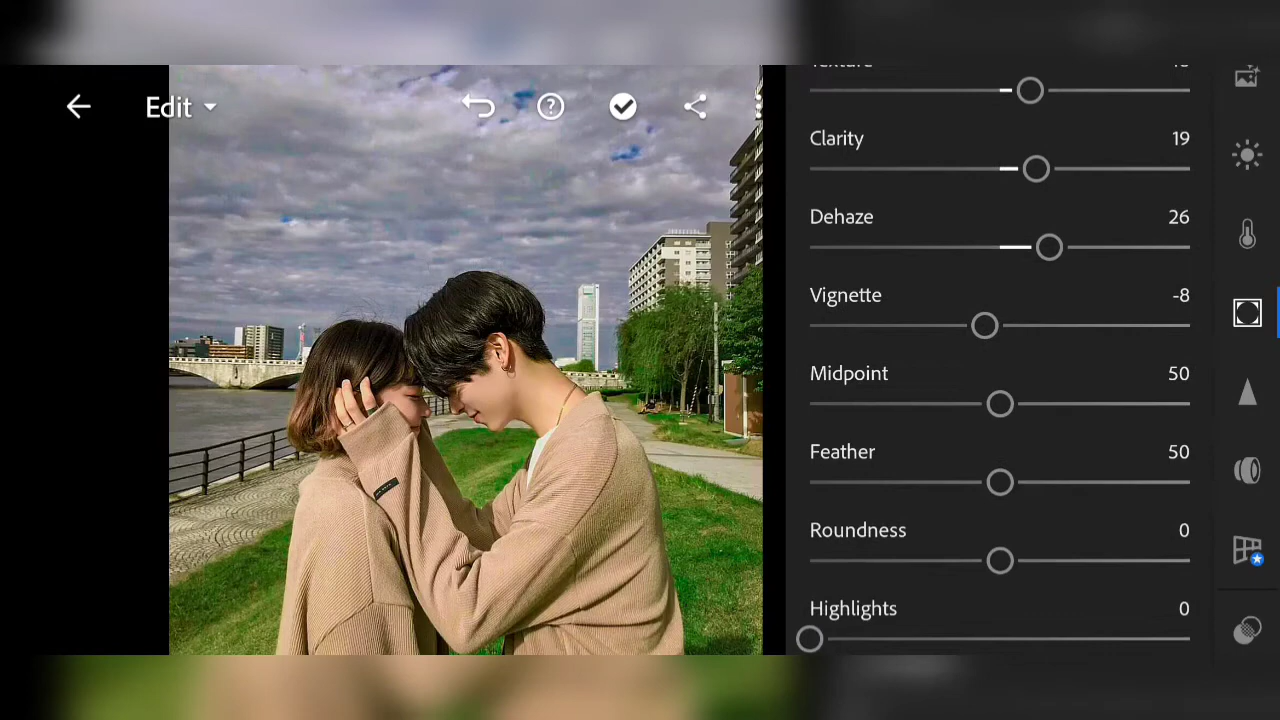 Edit
Clarity 19
Dehaze 26
Vignette -8
Midpoint 50
Feather 50
Roundness 0
Highlights 0